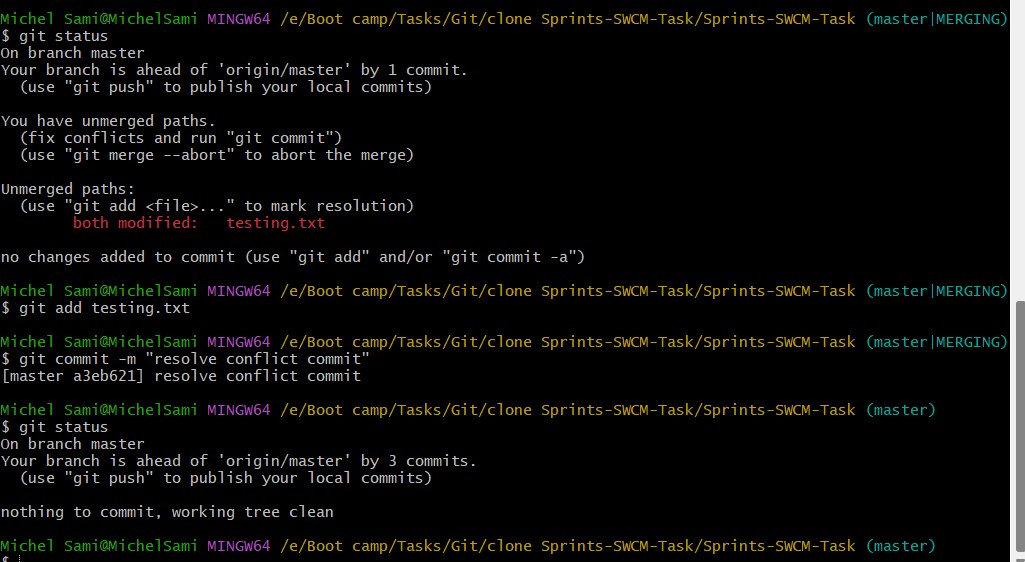 Michel Sami@MichelSami MINGW64 /e/Boot camp/Tasks/Git/clone Sprints-SWCM-Task/Sprints-SWCM-Task (master|MERGING)
$ git status
On branch master
Your branch is ahead of 'origin/master' by 1 commit.
  (use "git push" to publish your local commits)

You have unmerged paths.
  (fix conflicts and run "git commit")
  (use "git merge --abort" to abort the merge)

Unmerged paths:
  (use "git add <file>..." to mark resolution)
        both modified:   testing.txt

no changes added to commit (use "git add" and/or "git commit -a")

Michel Sami@MichelSami MINGW64 /e/Boot camp/Tasks/Git/clone Sprints-SWCM-Task/Sprints-SWCM-Task (master|MERGING)
$ git add testing.txt

Michel Sami@MichelSami MINGW64 /e/Boot camp/Tasks/Git/clone Sprints-SWCM-Task/Sprints-SWCM-Task (master|MERGING)
$ git commit -m "resolve conflict commit"
[master a3eb621] resolve conflict commit

Michel Sami@MichelSami MINGW64 /e/Boot camp/Tasks/Git/clone Sprints-SWCM-Task/Sprints-SWCM-Task (master)
$ git status
On branch master
Your branch is ahead of 'origin/master' by 3 commits.
  (use "git push" to publish your local commits)

nothing to commit, working tree clean

Michel Sami@MichelSami MINGW64 /e/Boot camp/Tasks/Git/clone Sprints-SWCM-Task/Sprints-SWCM-Task (master)
$